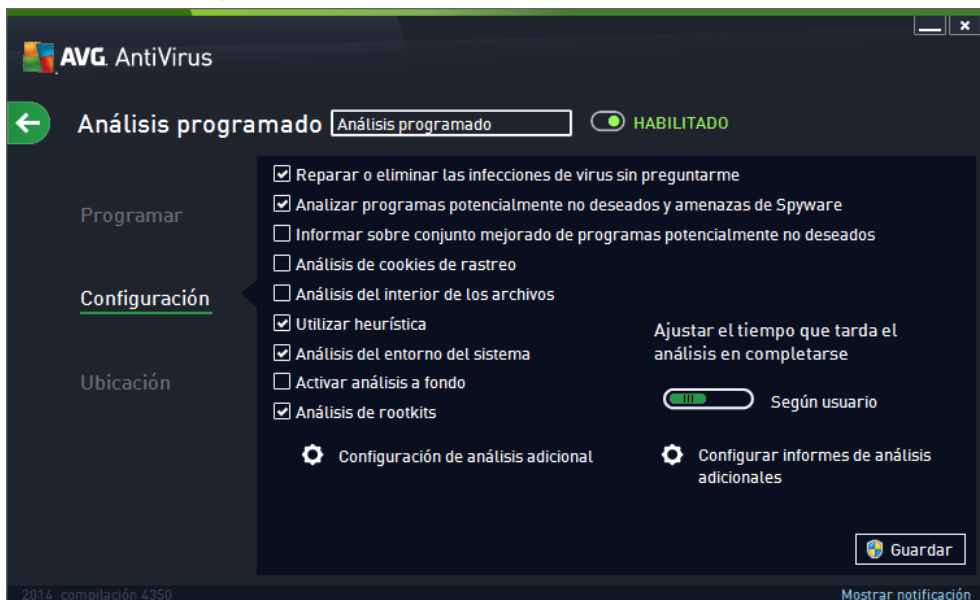 AVG. AntiVirus
Análisis programado
Análisis programado
HABILITADO
Programar
Configuración
Ubicación
Reparar o eliminar las infecciones de virus sin preguntarme
Analizar programas potencialmente no deseados y amenazas de Spyware
Informar sobre conjunto mejorado de programas potencialmente no deseados
Análisis de cookies de rastreo
Análisis del interior de los archivos
Utilizar heurística
Análisis del entorno del sistema
Activar análisis a fondo
Análisis de rootkits
Ajustar el tiempo que tarda el
análisis en completarse
Según usuario
Configuración de análisis adicional
Configurar informes de análisis
adicionales
Guardar
2014 compilación 4350
Mostrar notificación